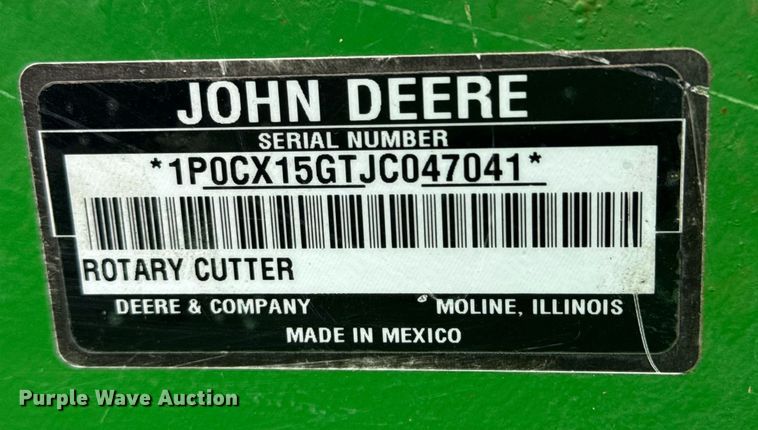 JOHN DEERE
SERIAL NUMBER
*1P0CX15GTJC047041*
ROTARY CUTTER
DEERE & COMPANY MOLINE, ILLINOIS
MADE IN MEXICO
Purple Wave Auction